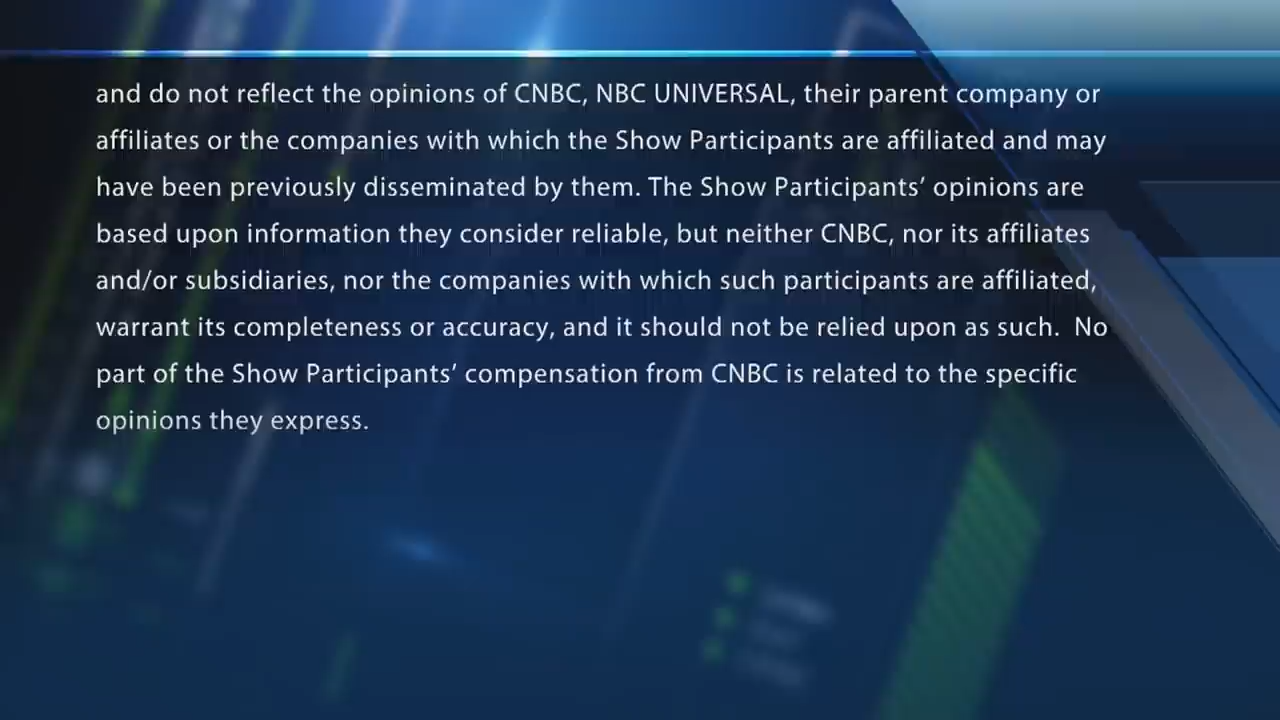 and do not reflect the opinions of CNBC, NBC UNIVERSAL, their parent company or
affiliates or the companies with which the Show Participants are affiliated and may
have been previously disseminated by them. The Show Participants’ opinions are
based upon information they consider reliable, but neither CNBC, nor its affiliates
and/or subsidiaries, nor the companies with which such participants are affiliated,
warrant its completeness or accuracy, and it should not be relied upon as such.  No
part of the Show Participants’ compensation from CNBC is related to the specific
opinions they express.